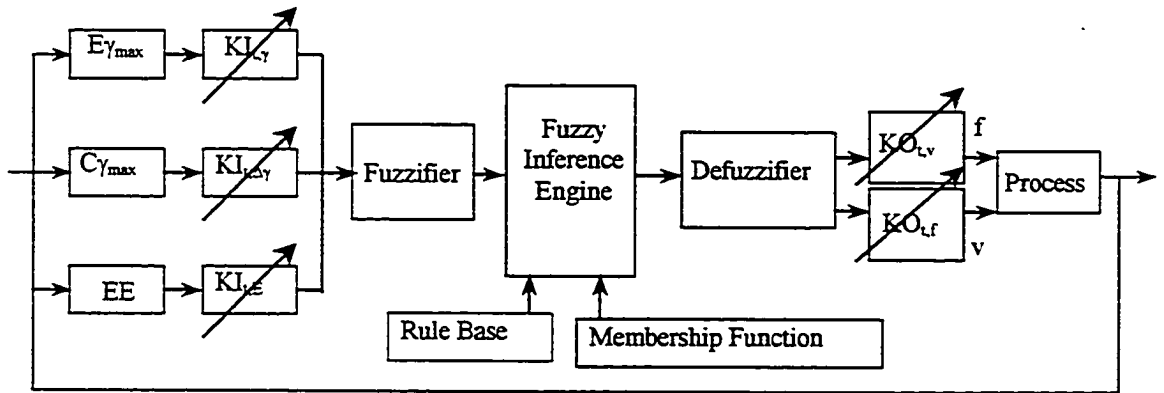 Eγmax
KIt,γ
Cγmax
KIt,Δγ
EE
KIt,E
Fuzzifier
Fuzzy
Inference
Engine
Rule Base
Membership Function
Defuzzifier
KOt,v
f
KOt,f
v
Process